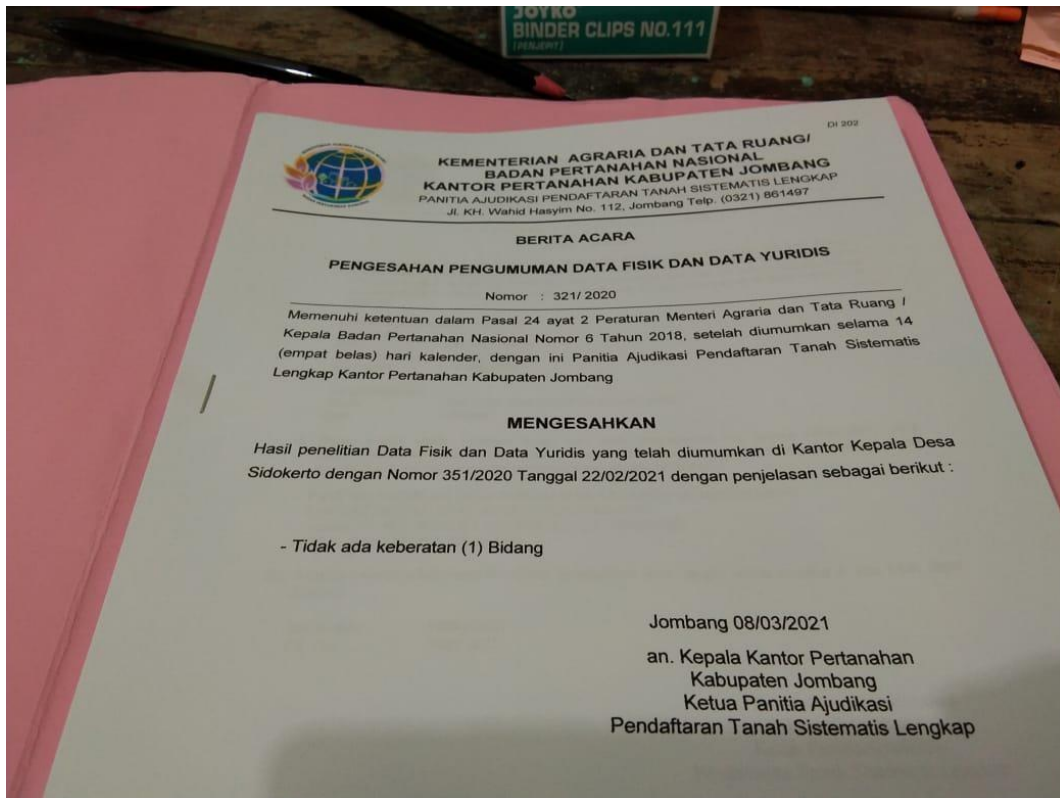 JOYKO
BINDER CLIPS NO.111
(PENJEPIT)
DI 202
KEMENTERIAN AGRARIA DAN TATA RUANG/
BADAN PERTANAHAN NASIONAL
KANTOR PERTANAHAN KABUPATEN JOMBANG
PANITIA AJUDIKASI PENDAFTARAN TANAH SISTEMATIS LENGKAP
Jl. KH. Wahid Hasyim No. 112, Jombang Telp. (0321) 861497
BERITA ACARA
PENGESAHAN PENGUMUMAN DATA FISIK DAN DATA YURIDIS
Nomor : 321/ 2020
Memenuhi ketentuan dalam Pasal 24 ayat 2 Peraturan Menteri Agraria dan Tata Ruang /
Kepala Badan Pertanahan Nasional Nomor 6 Tahun 2018, setelah diumumkan selama 14
(empat belas) hari kalender, dengan ini Panitia Ajudikasi Pendaftaran Tanah Sistematis
Lengkap Kantor Pertanahan Kabupaten Jombang
MENGESAHKAN
Hasil penelitian Data Fisik dan Data Yuridis yang telah diumumkan di Kantor Kepala Desa
Sidokerto dengan Nomor 351/2020 Tanggal 22/02/2021 dengan penjelasan sebagai berikut :
- Tidak ada keberatan (1) Bidang
Jombang 08/03/2021
an. Kepala Kantor Pertanahan
Kabupaten Jombang
Ketua Panitia Ajudikasi
Pendaftaran Tanah Sistematis Lengkap